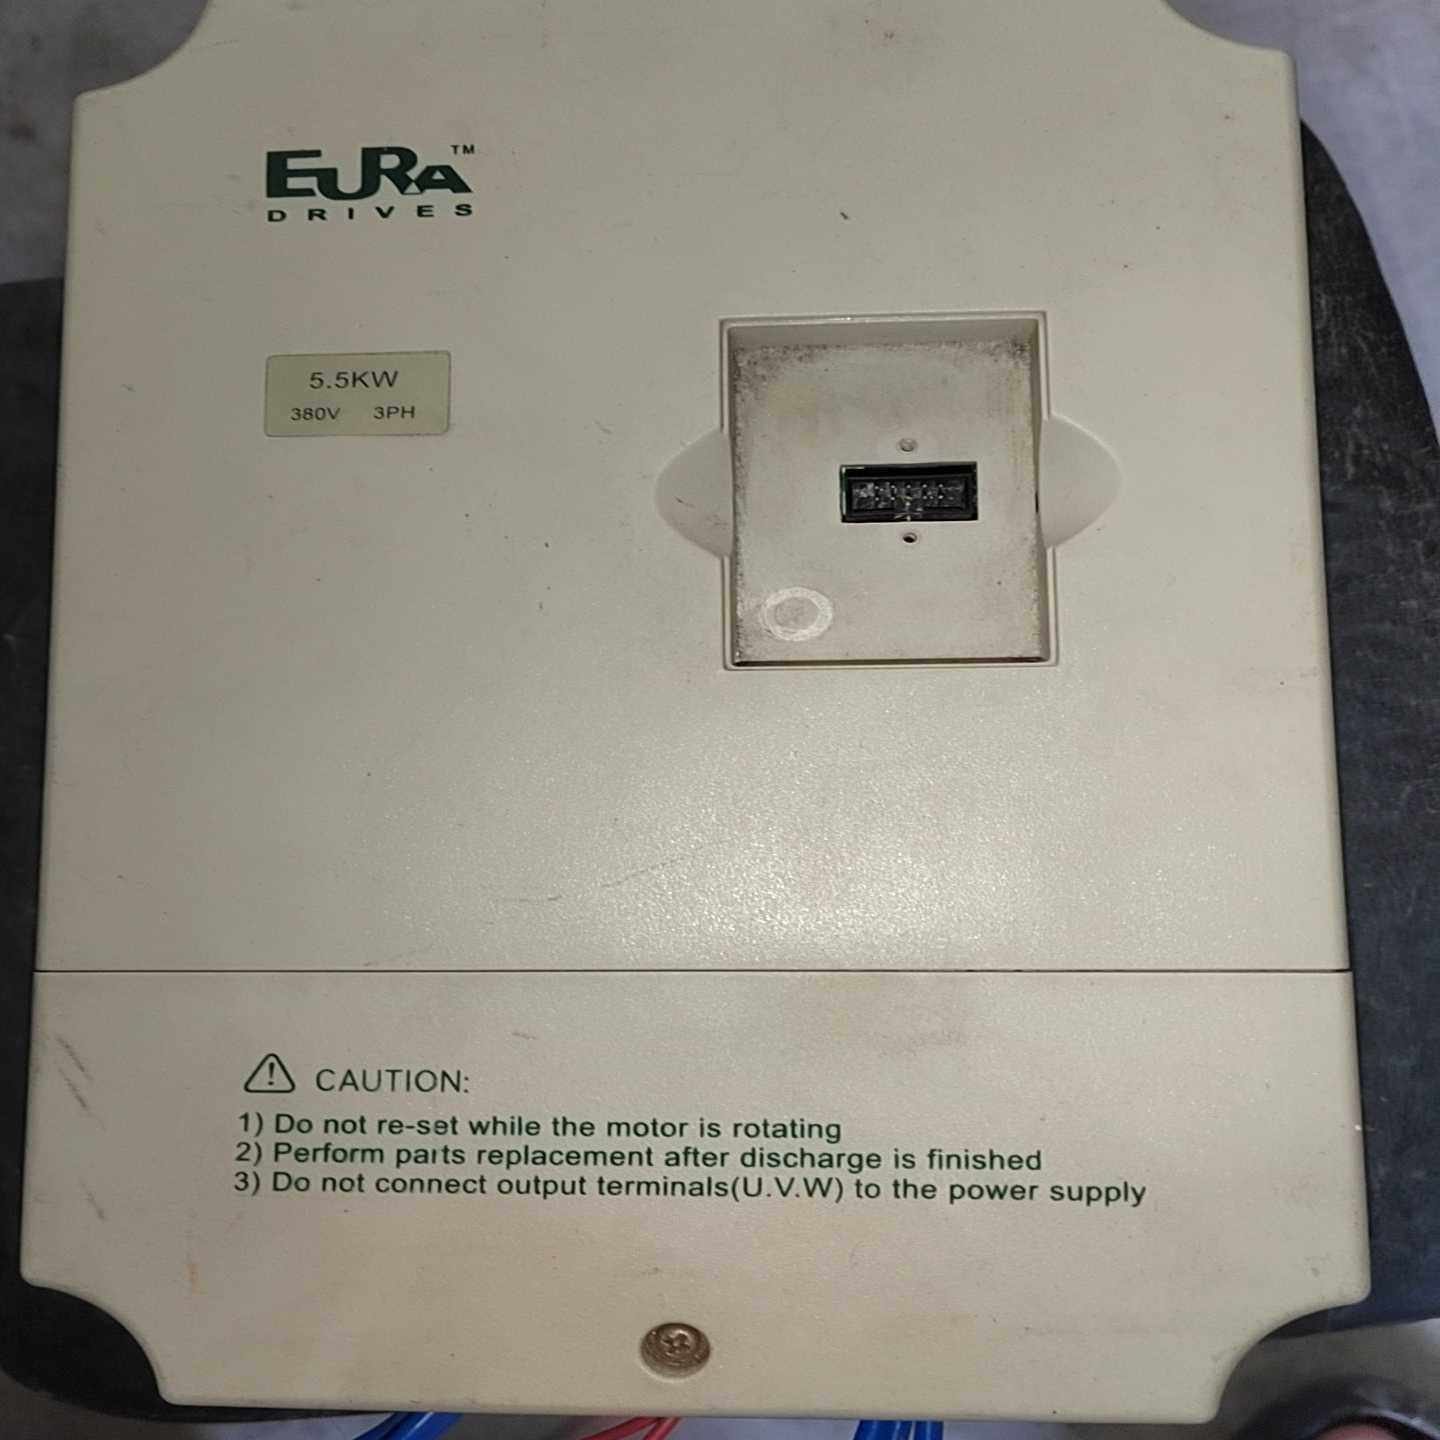 EURA™
DRIVES
5.5KW
380V 3PH
CAUTION:
1) Do not re-set while the motor is rotating
2) Perform parts replacement after discharge is finished
3) Do not connect output terminals(U.V.W) to the power supply